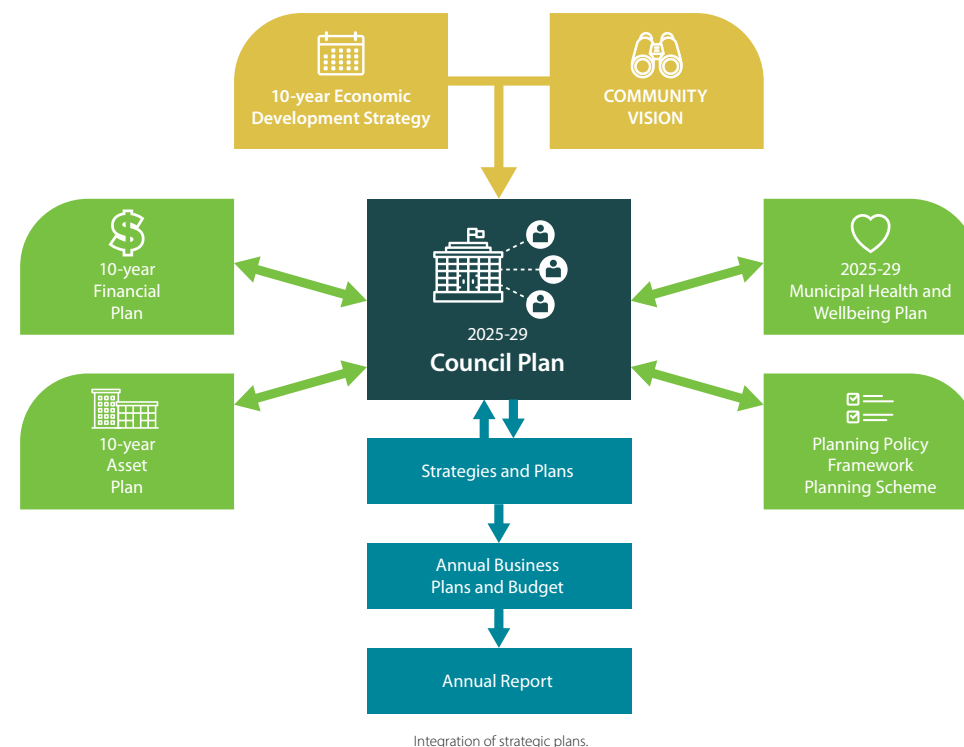 10-year Economic
Development Strategy
COMMUNITY
VISION
10-year
Financial
Plan
2025-29
Council Plan
2025-29
Municipal Health and
Wellbeing Plan
10-year
Asset
Plan
Planning Policy
Framework
Planning Scheme
Strategies and Plans
Annual Business
Plans and Budget
Annual Report
Integration of strategic plans.